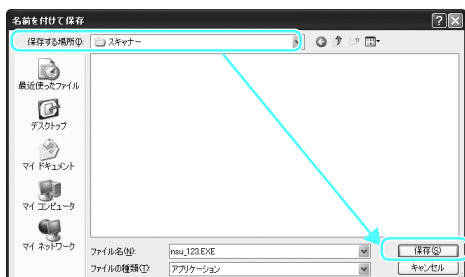 名前を付けて保存
保存する場所(I):
スキャナー
最近使ったファイル
デスクトップ
マイ ドキュメント
マイ コンピュータ
マイ ネットワーク
ファイル名(N):
nsu_123.EXE
保存(S)
ファイルの種類(T):
アプリケーション
キャンセル